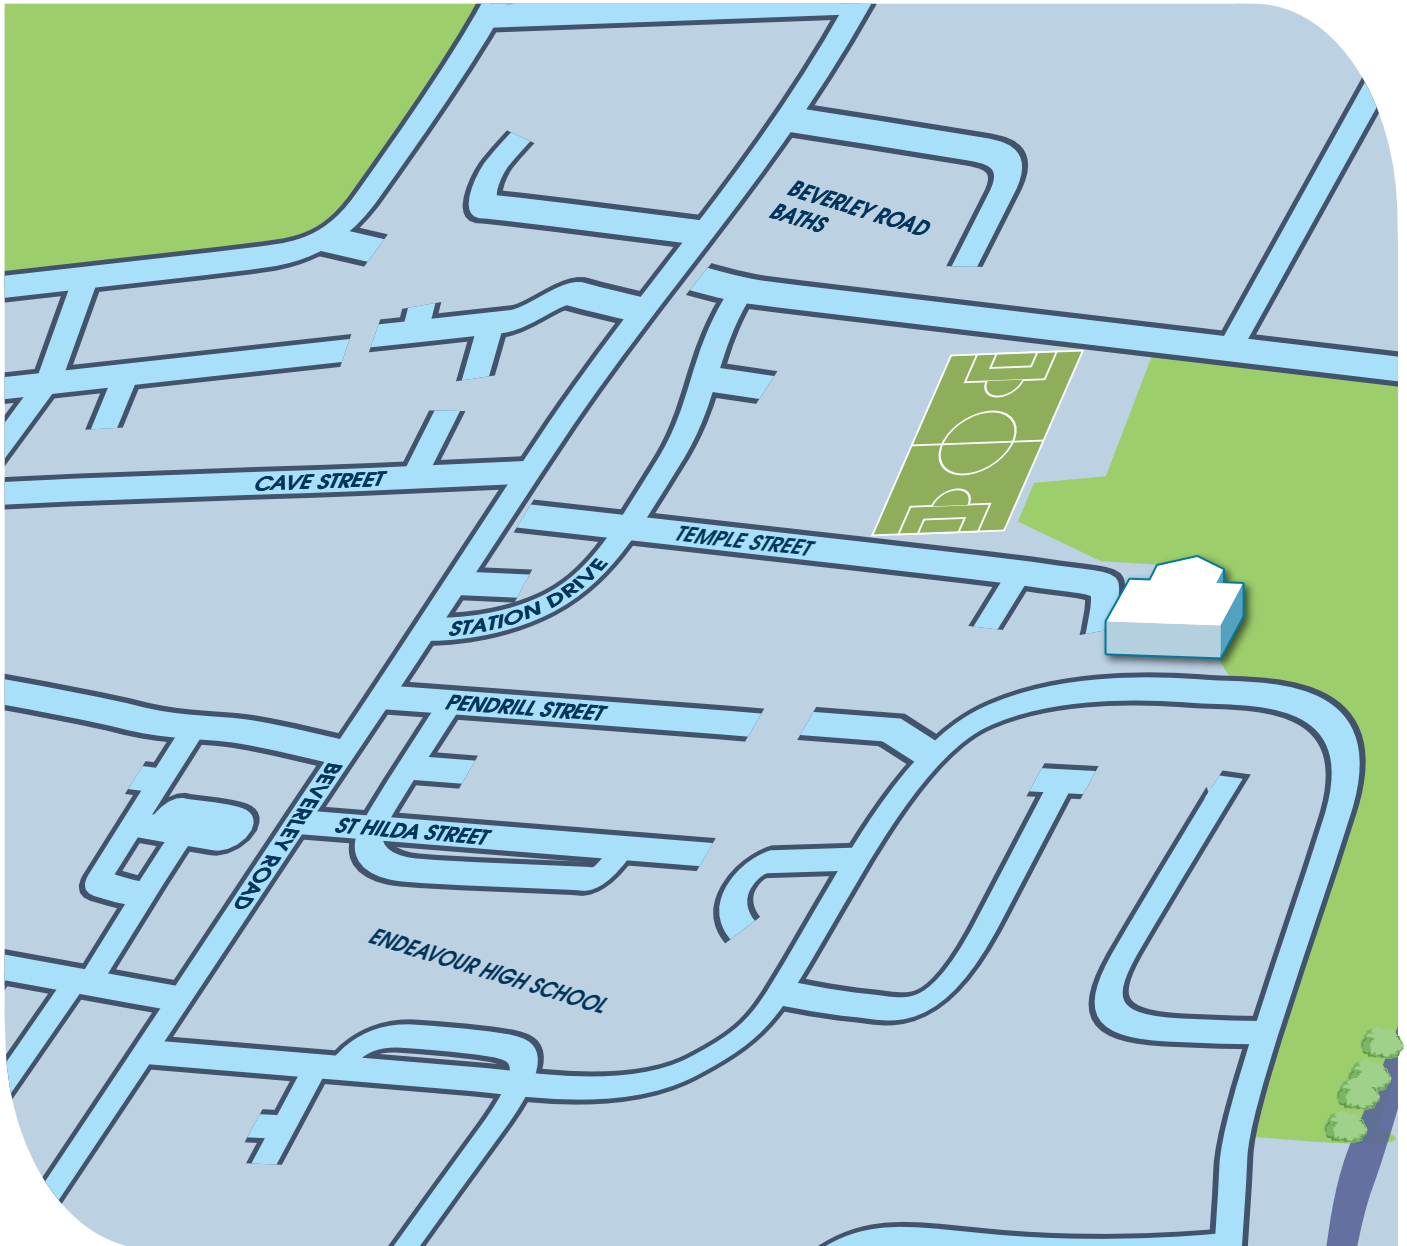 BEVERLEY ROAD
BATHS
CAVE STREET
TEMPLE STREET
STATION DRIVE
PENDRILL STREET
BEVERLEY ROAD
ST HILDA STREET
ENDEAVOUR HIGH SCHOOL